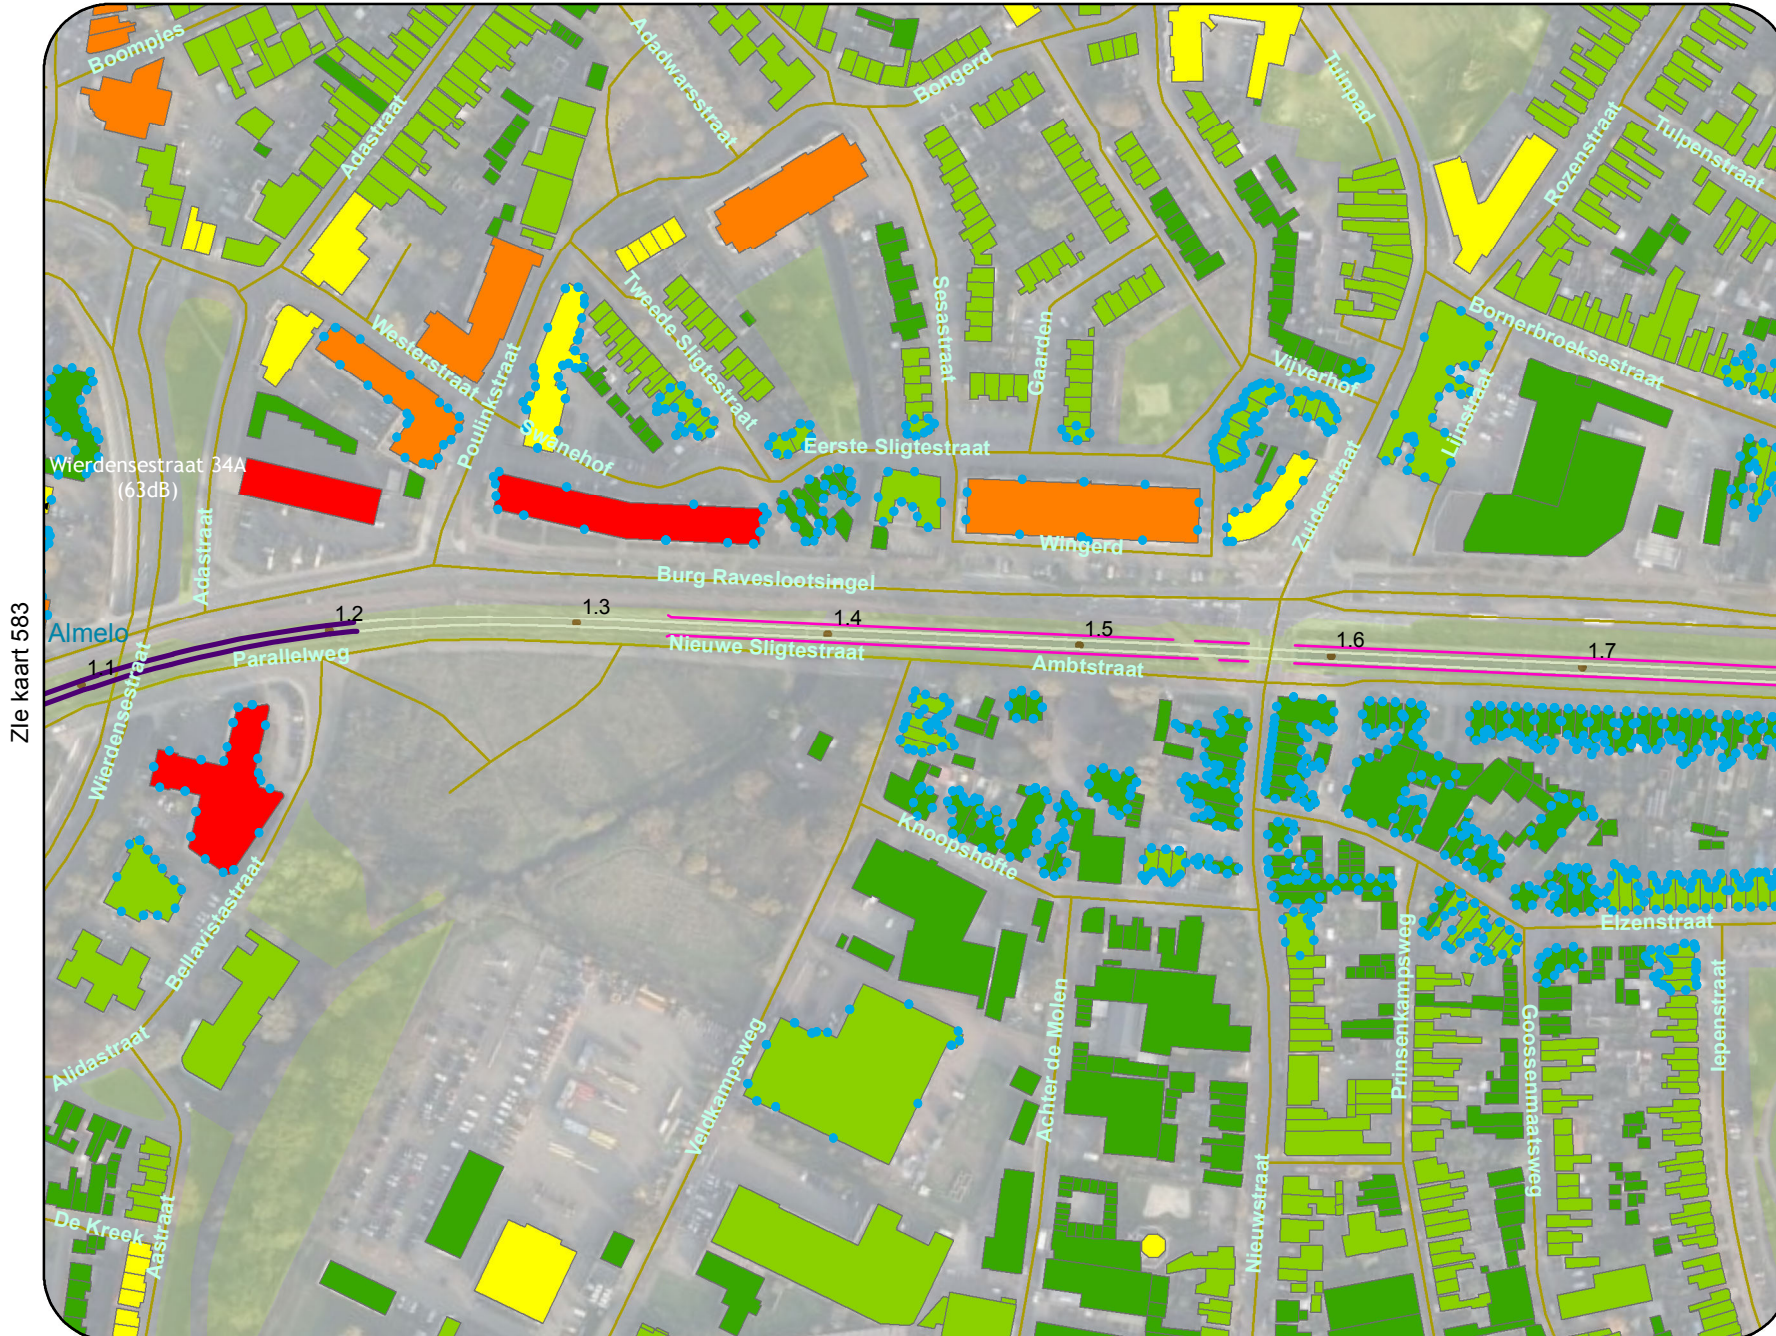 Boompjes
Adastraat
Adadwarsstraat
Bongerd
Tuinpad
Rozenstraat
Tulpenstraat
Westerstraat
Poulinkstraat
Tweede Sligtestraat
Sesastraat
Gaarden
Vijverhof
Bornerbroeksestraat
Lijnstraat
Swanehof
Eerste Sligtestraat
Zuiderstraat
Wierdensestraat 34A
(63dB)
Adastraat
Wingerd
Burg Raveslootsingel
ZIe kaart 583
Almelo
1.1
1.2
1.3
1.4
1.5
1.6
1.7
Parallelweg
Nieuwe Sligtestraat
Ambtstraat
Wierdensestraat
Knoopshöfte
Bellavistastraat
Elzenstraat
Prinsenkampsweg
Goossenmaatsweg
Iepenstraat
Alidastraat
Veldkampsweg
Achter de Molen
Nieuwstraat
De Kreek
Aastraat